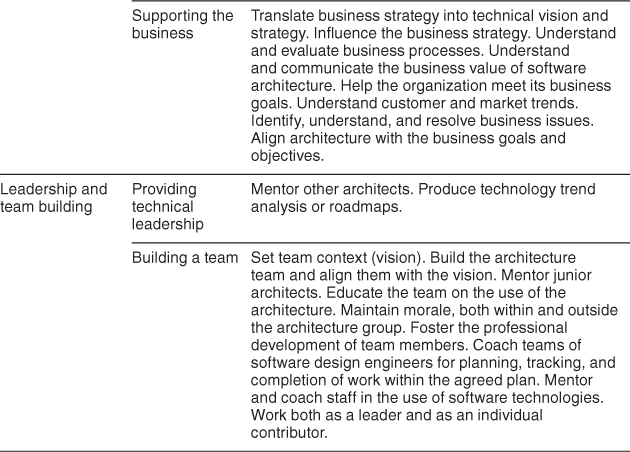 Supporting the business
Translate business strategy into technical vision and
strategy. Influence the business strategy. Understand
and evaluate business processes. Understand
and communicate the business value of software
architecture. Help the organization meet its business
goals. Understand customer and market trends.
Identify, understand, and resolve business issues.
Align architecture with the business goals and
objectives.
Leadership and
team building
Providing
technical
leadership
Mentor other architects. Produce technology trend
analysis or roadmaps.
Building a team
Set team context (vision). Build the architecture
team and align them with the vision. Mentor junior
architects. Educate the team on the use of the
architecture. Maintain morale, both within and outside
the architecture group. Foster the professional
development of team members. Coach teams of
software design engineers for planning, tracking, and
completion of work within the agreed plan. Mentor
and coach staff in the use of software technologies.
Work both as a leader and as an individual
contributor.